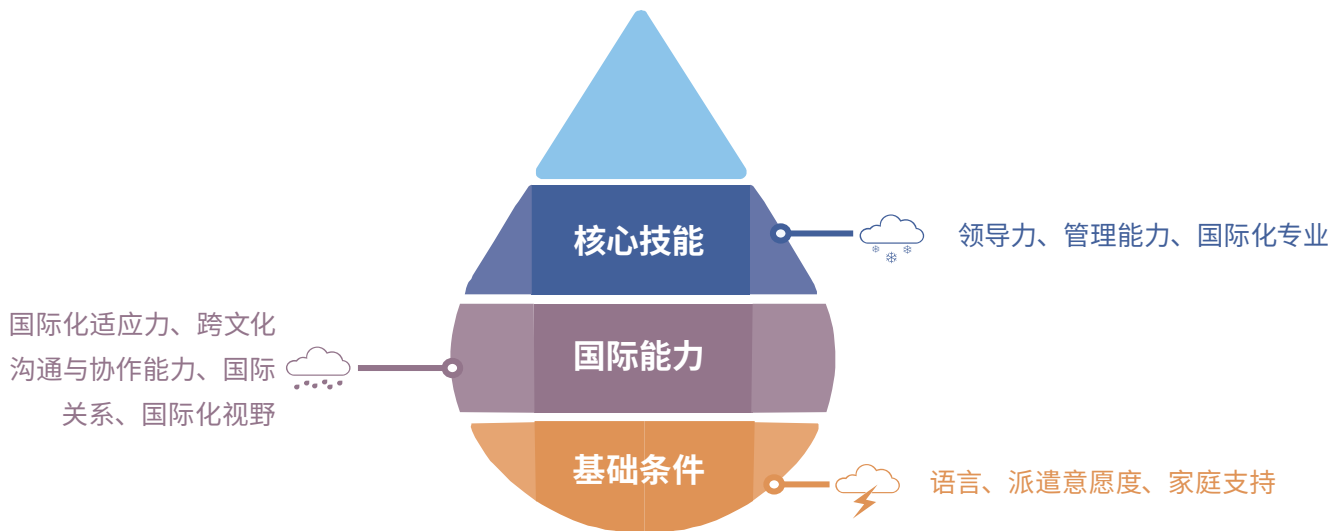 核心技能
领导力、管理能力、国际化专业
国际化适应力、跨文化
沟通与协作能力、国际
关系、国际化视野
国际能力
基础条件
语言、派遣意愿度、家庭支持